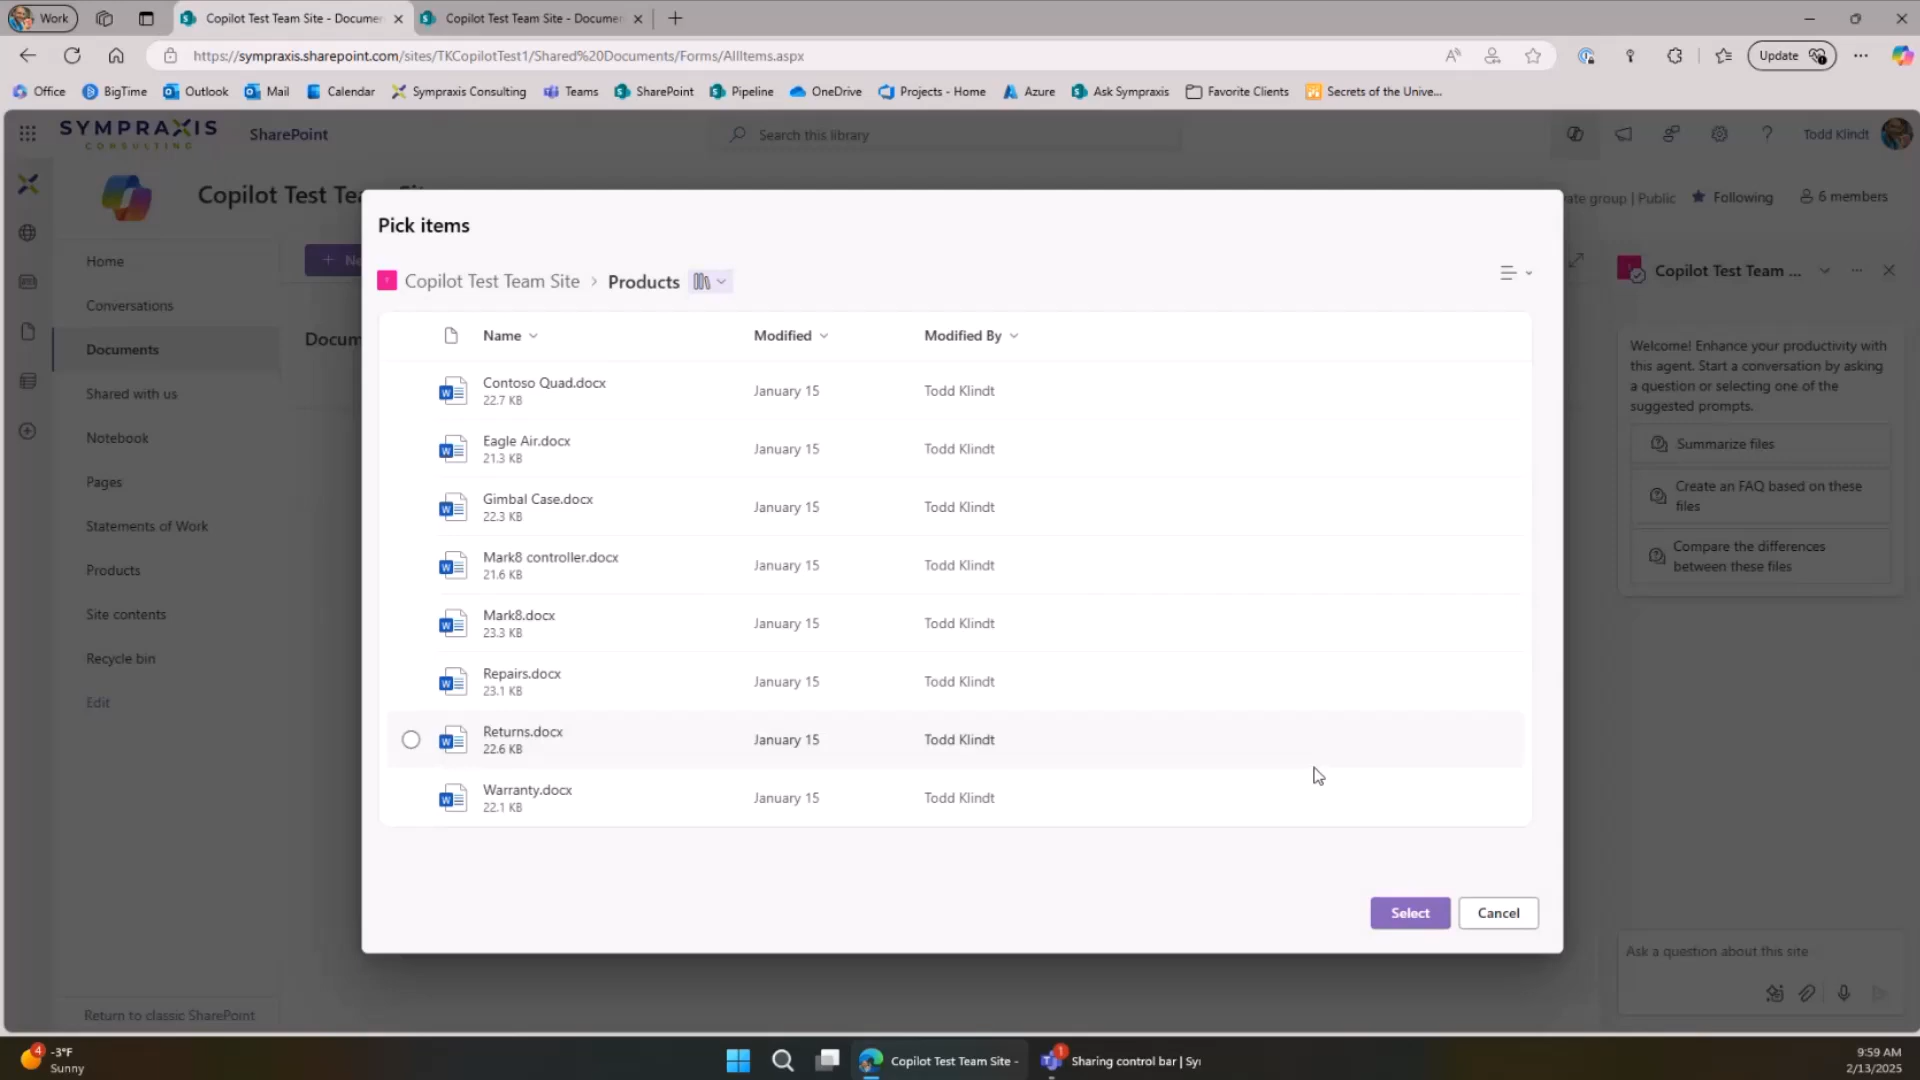 Work
Copilot Test Team Site - Documen
Copilot Test Team Site - Documen
https://sympraxis.sharepoint.com/sites/TKCopilotTest1/Shared%20Documents/Forms/AllItems.aspx
Update
Office
BigTime
Outlook
Mail
Calendar
Sympraxis Consulting
Teams
SharePoint
Pipeline
OneDrive
Projects - Home
Azure
Ask Sympraxis
Favorite Clients
Secrets of the Unive...
SYMPRAXIS
CONSULTING
SharePoint
Search this library
Todd Klindt
Copilot Test Tea
ate group | Public
Following
6 members
Home
Conversations
Documents
Shared with us
Notebook
Pages
Statements of Work
Products
Site contents
Recycle bin
Edit
Return to classic SharePoint
+ Ne
Docum
Pick items
Copilot Test Team Site > Products
Name
Modified
Modified By
Contoso Quad.docx
22.7 KB
January 15
Todd Klindt
Eagle Air.docx
21.3 KB
January 15
Todd Klindt
Gimbal Case.docx
22.3 KB
January 15
Todd Klindt
Mark8 controller.docx
21.6 KB
January 15
Todd Klindt
Mark8.docx
23.3 KB
January 15
Todd Klindt
Repairs.docx
23.1 KB
January 15
Todd Klindt
Returns.docx
22.6 KB
January 15
Todd Klindt
Warranty.docx
22.1 KB
January 15
Todd Klindt
Select
Cancel
Copilot Test Team ...
Welcome! Enhance your productivity with
this agent. Start a conversation by asking
a question or selecting one of the
suggested prompts.
Summarize files
Create an FAQ based on these
files
Compare the differences
between these files
Ask a question about this site
4
-3°F
Sunny
Copilot Test Team Site -
1
Sharing control bar | Syı
9:59 AM
2/13/2025